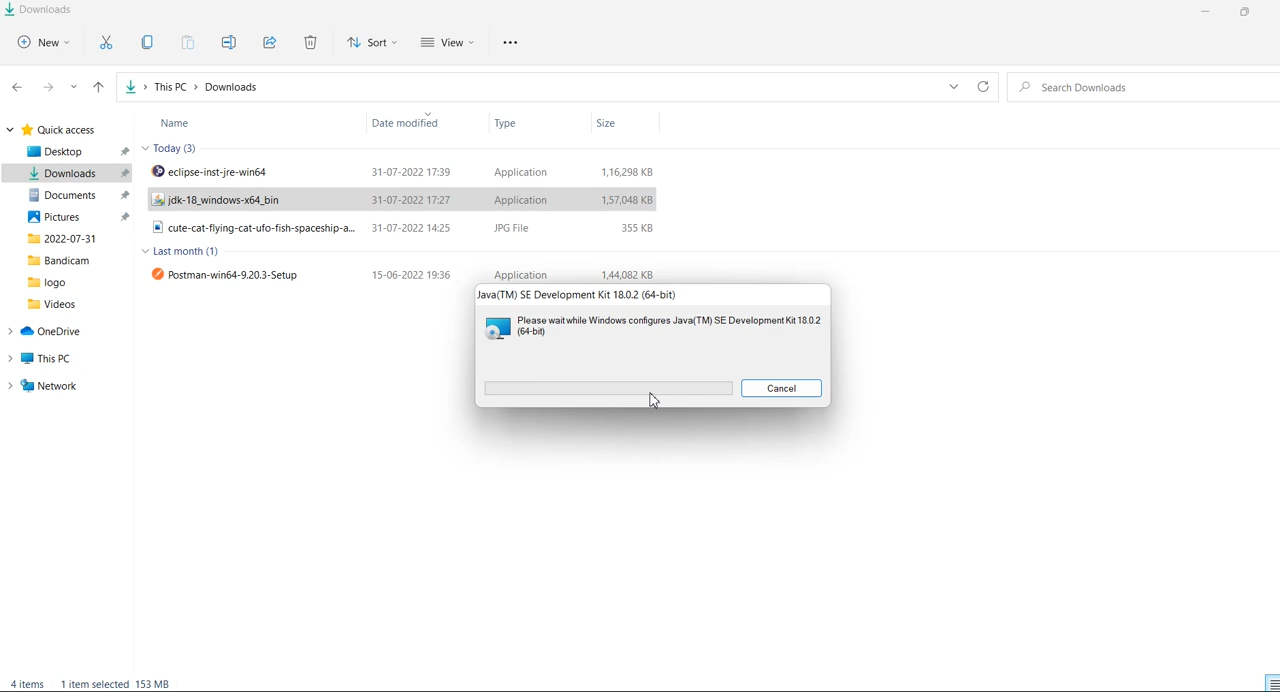 Downloads
New
Sort
View
This PC > Downloads
Search Downloads
Name
Date modified
Type
Size
Quick access
Desktop
Downloads
Documents
Pictures
2022-07-31
Bandicam
logo
Videos
OneDrive
This PC
Network
Today (3)
eclipse-inst-jre-win64 31-07-2022 17:39 Application 1,16,298 KB
jdk-18_windows-x64_bin 31-07-2022 17:27 Application 1,57,048 KB
cute-cat-flying-cat-ufo-fish-spaceship-a... 31-07-2022 14:25 JPG File 355 KB
Last month (1)
Postman-win64-9.20.3-Setup 15-06-2022 19:36 Application 1,44,082 KB
Java(TM) SE Development Kit 18.0.2 (64-bit)
Please wait while Windows configures Java(TM) SE Development Kit 18.0.2
(64-bit)
Cancel
4 items 1 item selected 153 MB